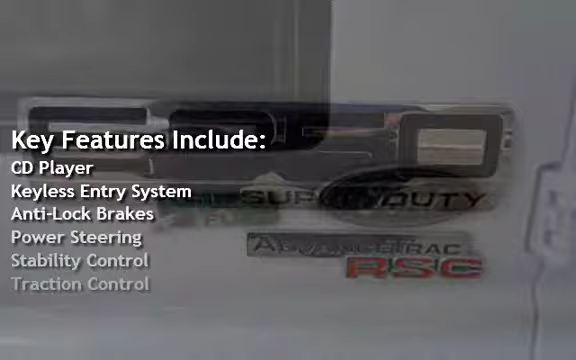 Key Features Include:
CD Player
Keyless Entry System
Anti-Lock Brakes
Power Steering
Stability Control
Traction Control
SUPER DUTY
ADVANCETRAC
RSC